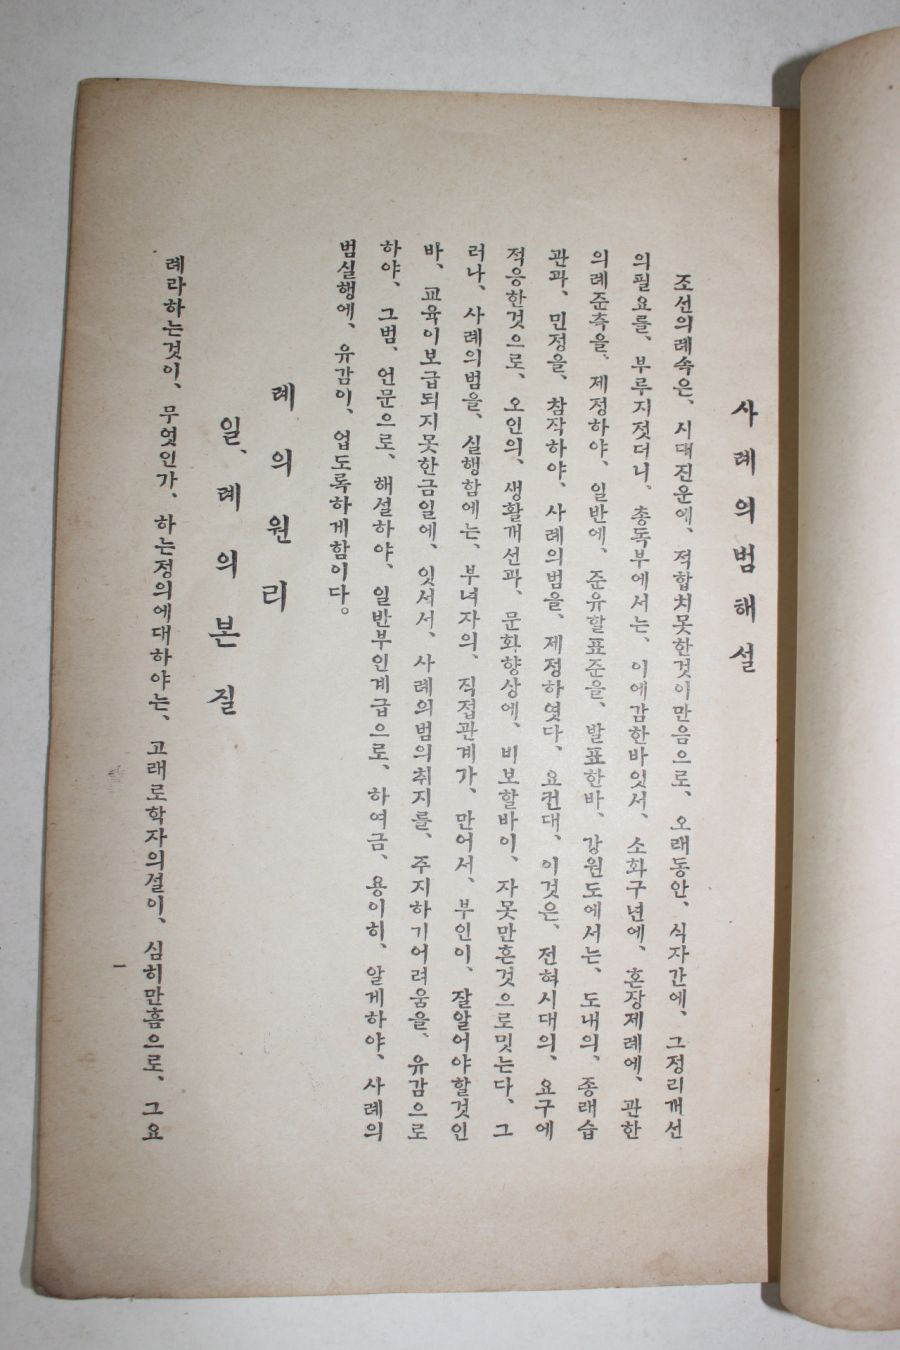 사례의범해설
조선의례속은、시대진운에、적합치못한것이만음으로、오래동안、식자간에、그정리개선
의필요를、부루지젓더니、총독부에서는、이에감한바잇서、소화구년에、혼장제례에、관한
의례준측을、제정하야、일반에、준유할표준을、발표한바、강원도에서는、도내의、종래습
관과、민정을、참작하야、사례의범을、제정하엿다、요컨대、이것은、전혀시대의、요구에
적응한것으로、오인의、생활개선과、문화향상에、비보할바이、자못만흔것으로밋는다、그
러나、사례의범을、실행함에는、부녀자의、직접관계가、만어서、부인이、잘알어야할것인
바、교육이보급되지못한금일에、잇서서、사례의범의취지를、주지하기어려움을、유감으로
하야、그범、언문으로、해설하야、일반부인계급으로、하여금、용이히、알게하야、사례의
범실행에、유감이、업도록하게함이다。
례의원리
일、례의본질
례라하는것이、무엇인가、하는정의에대하야는、고래로학자의설이、심히만흠으로、그요
一